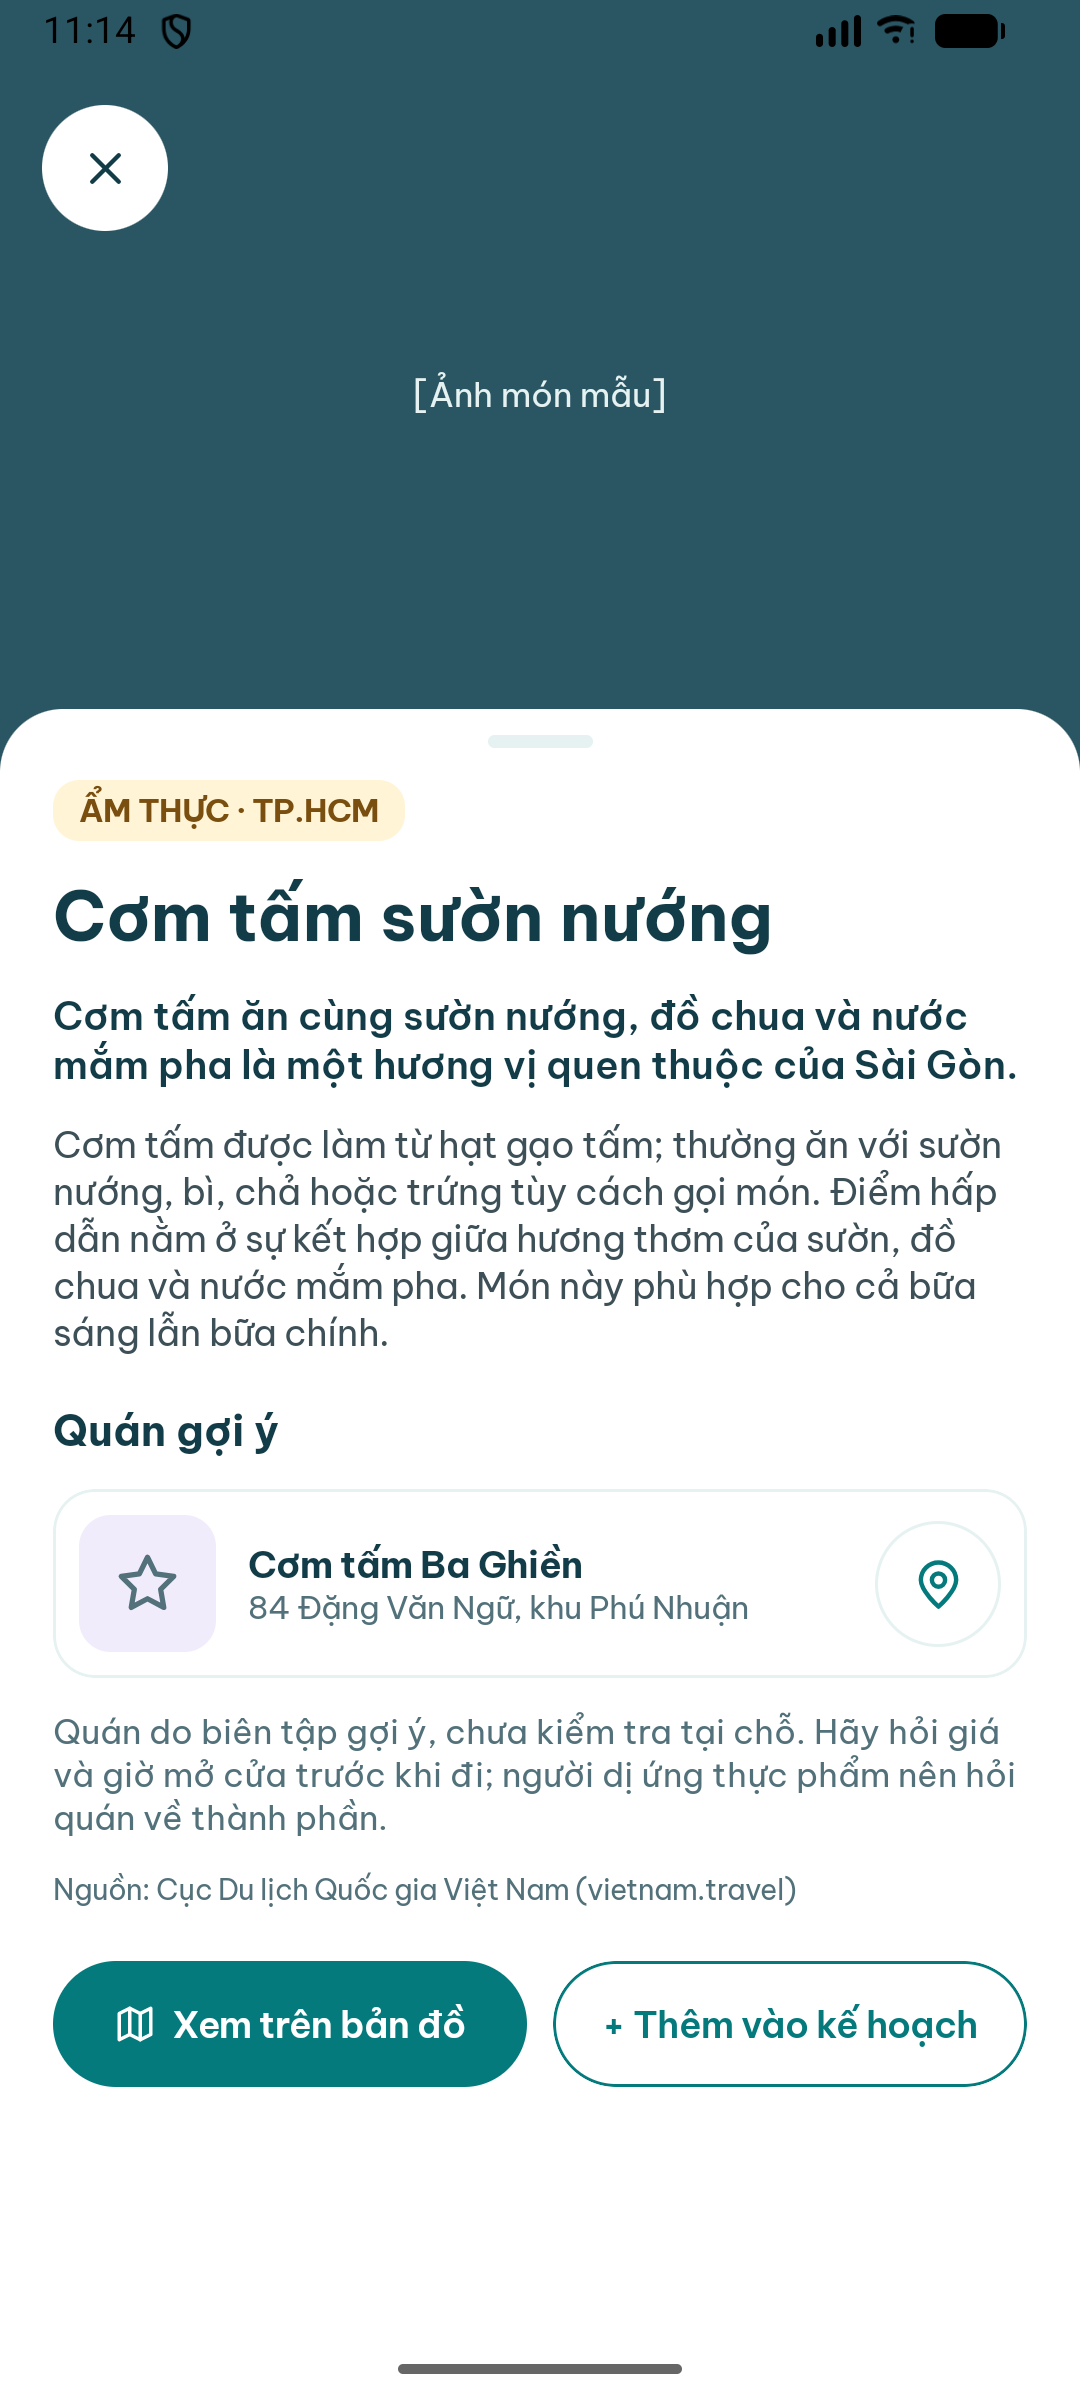 11:14
[Ảnh món mẫu]
ẨM THỰC · TP.HCM
Cơm tấm sườn nướng
Cơm tấm ăn cùng sườn nướng, đồ chua và nước
mắm pha là một hương vị quen thuộc của Sài Gòn.
Cơm tấm được làm từ hạt gạo tấm; thường ăn với sườn
nướng, bì, chả hoặc trứng tùy cách gọi món. Điểm hấp
dẫn nằm ở sự kết hợp giữa hương thơm của sườn, đồ
chua và nước mắm pha. Món này phù hợp cho cả bữa
sáng lẫn bữa chính.
Quán gợi ý
Cơm tấm Ba Ghiền
84 Đặng Văn Ngữ, khu Phú Nhuận
Quán do biên tập gợi ý, chưa kiểm tra tại chỗ. Hãy hỏi giá
và giờ mở cửa trước khi đi; người dị ứng thực phẩm nên hỏi
quán về thành phần.
Nguồn: Cục Du lịch Quốc gia Việt Nam (vietnam.travel)
Xem trên bản đồ
+ Thêm vào kế hoạch